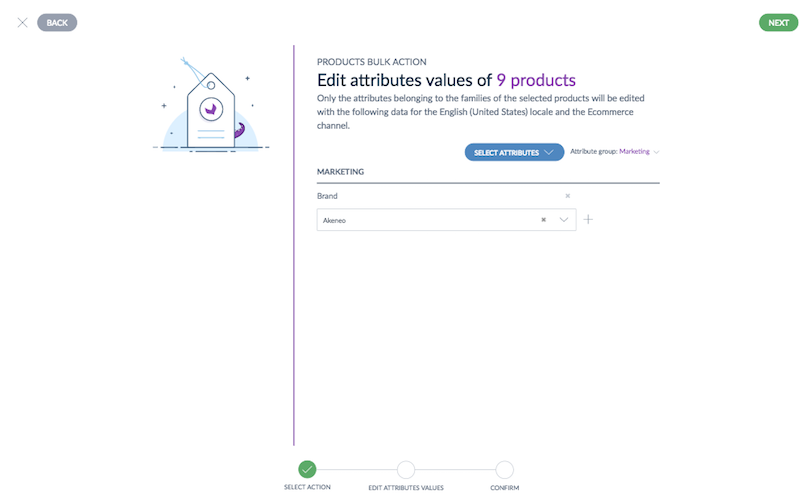 BACK
NEXT
PRODUCTS BULK ACTION
Edit attributes values of 9 products
Only the attributes belonging to the families of the selected products will be edited
with the following data for the English (United States) locale and the Ecommerce
channel.
SELECT ATTRIBUTES
Attribute group: Marketing
MARKETING
Brand
Akeneo
SELECT ACTION
EDIT ATTRIBUTES VALUES
CONFIRM